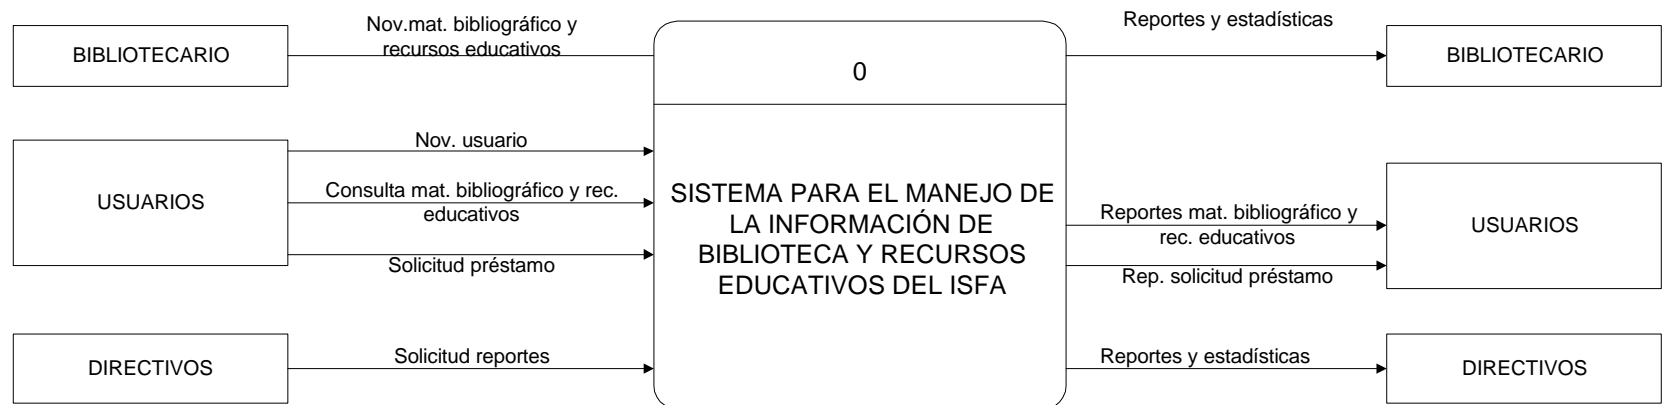 BIBLIOTECARIO
Nov.mat. bibliográfico y
recursos educativos
USUARIOS
Nov. usuario
Consulta mat. bibliográfico y rec.
educativos
Solicitud préstamo
DIRECTIVOS
Solicitud reportes
0
SISTEMA PARA EL MANEJO DE
LA INFORMACIÓN DE
BIBLIOTECA Y RECURSOS
EDUCATIVOS DEL ISFA
Reportes y estadísticas
BIBLIOTECARIO
Reportes mat. bibliográfico y
rec. educativos
Rep. solicitud préstamo
USUARIOS
Reportes y estadísticas
DIRECTIVOS